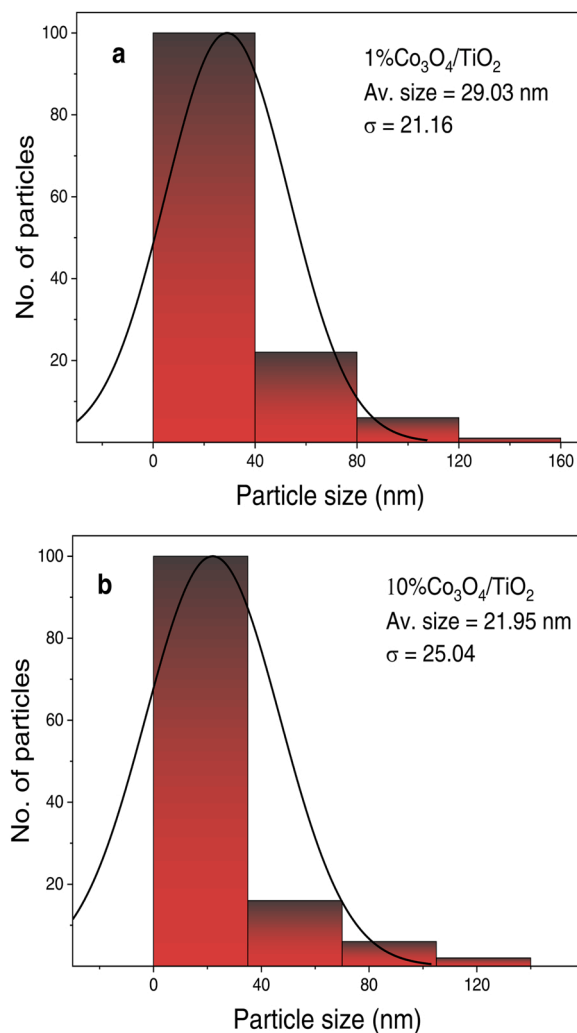 100
80
60
40
20
No. of particles
a
1%Co₃O₄/TiO₂
Av. size = 29.03 nm
σ = 21.16
0 40 80 120 160
Particle size (nm)
100
80
60
40
20
No. of particles
b
10%Co₃O₄/TiO₂
Av. size = 21.95 nm
σ = 25.04
0 40 80 120
Particle size (nm)